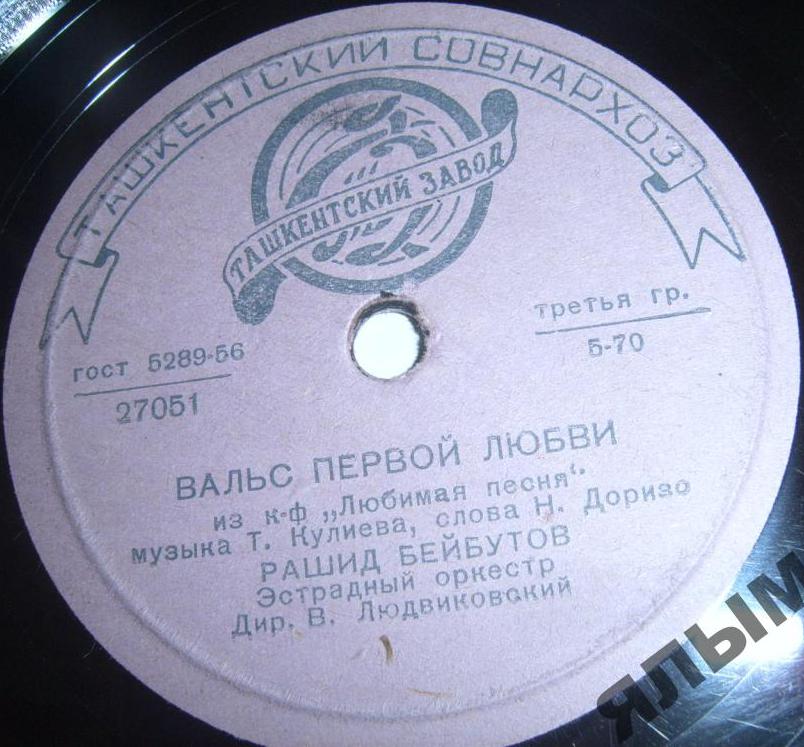 ТАШКЕНТСКИЙ СОВНАРХОЗ
ТАШКЕНТСКИЙ ЗАВОД
гост 5289-56
27051
третья гр.
5-70
ВАЛЬС ПЕРВОЙ ЛЮБВИ
из к-ф „Любимая песня“.
музыка Т. Кулиева, слова Н. Доризо
РАШИД БЕЙБУТОВ
Эстрадный оркестр
Дир. В. Людвиковский
ЯЛЫМ